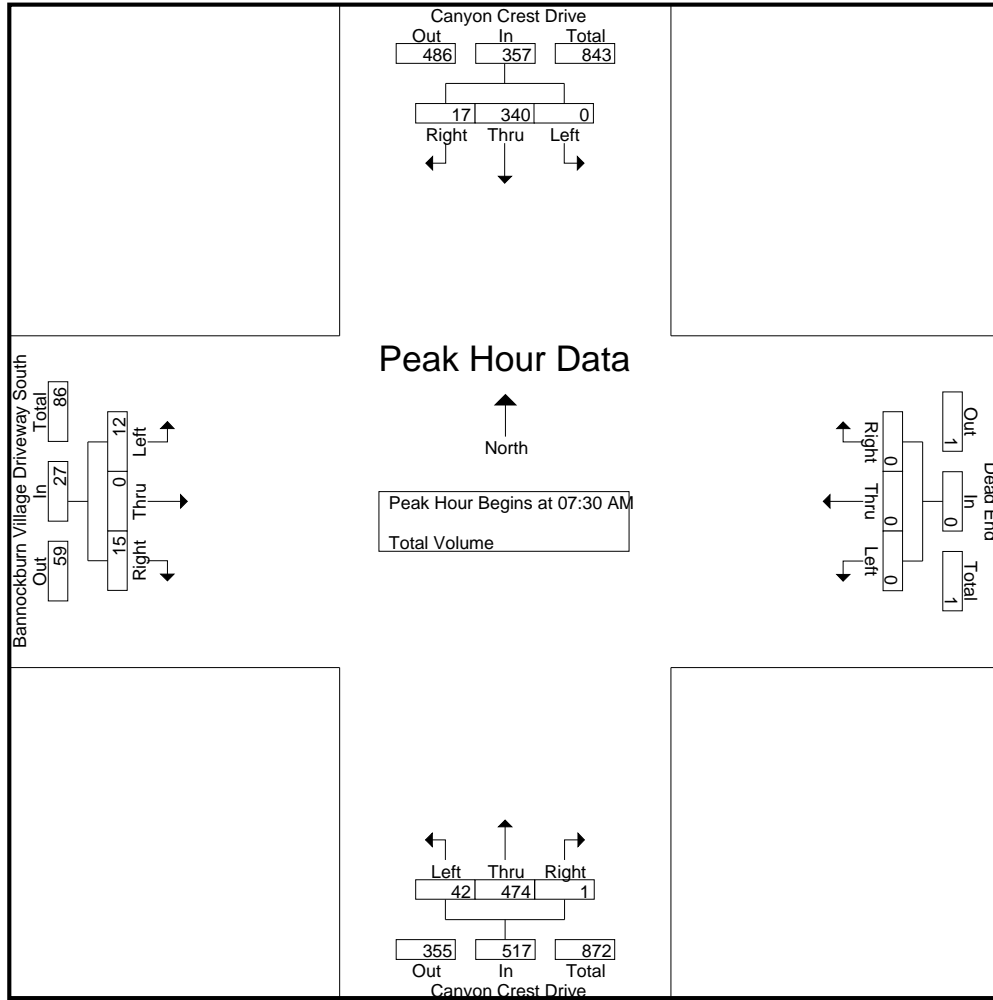 Canyon Crest Drive
Out In Total
486 357 843
17 340 0
Right Thru Left
Peak Hour Data
North
Peak Hour Begins at 07:30 AM
Total Volume
Bannockburn Village Driveway South
Total In Out
86 27 59
12 0 15
Left Thru Right
Right Thru Left
0 0 0
Out In Total
1 0 1
Dead End
Left Thru Right
42 474 1
355 517 872
Out In Total
Canyon Crest Drive